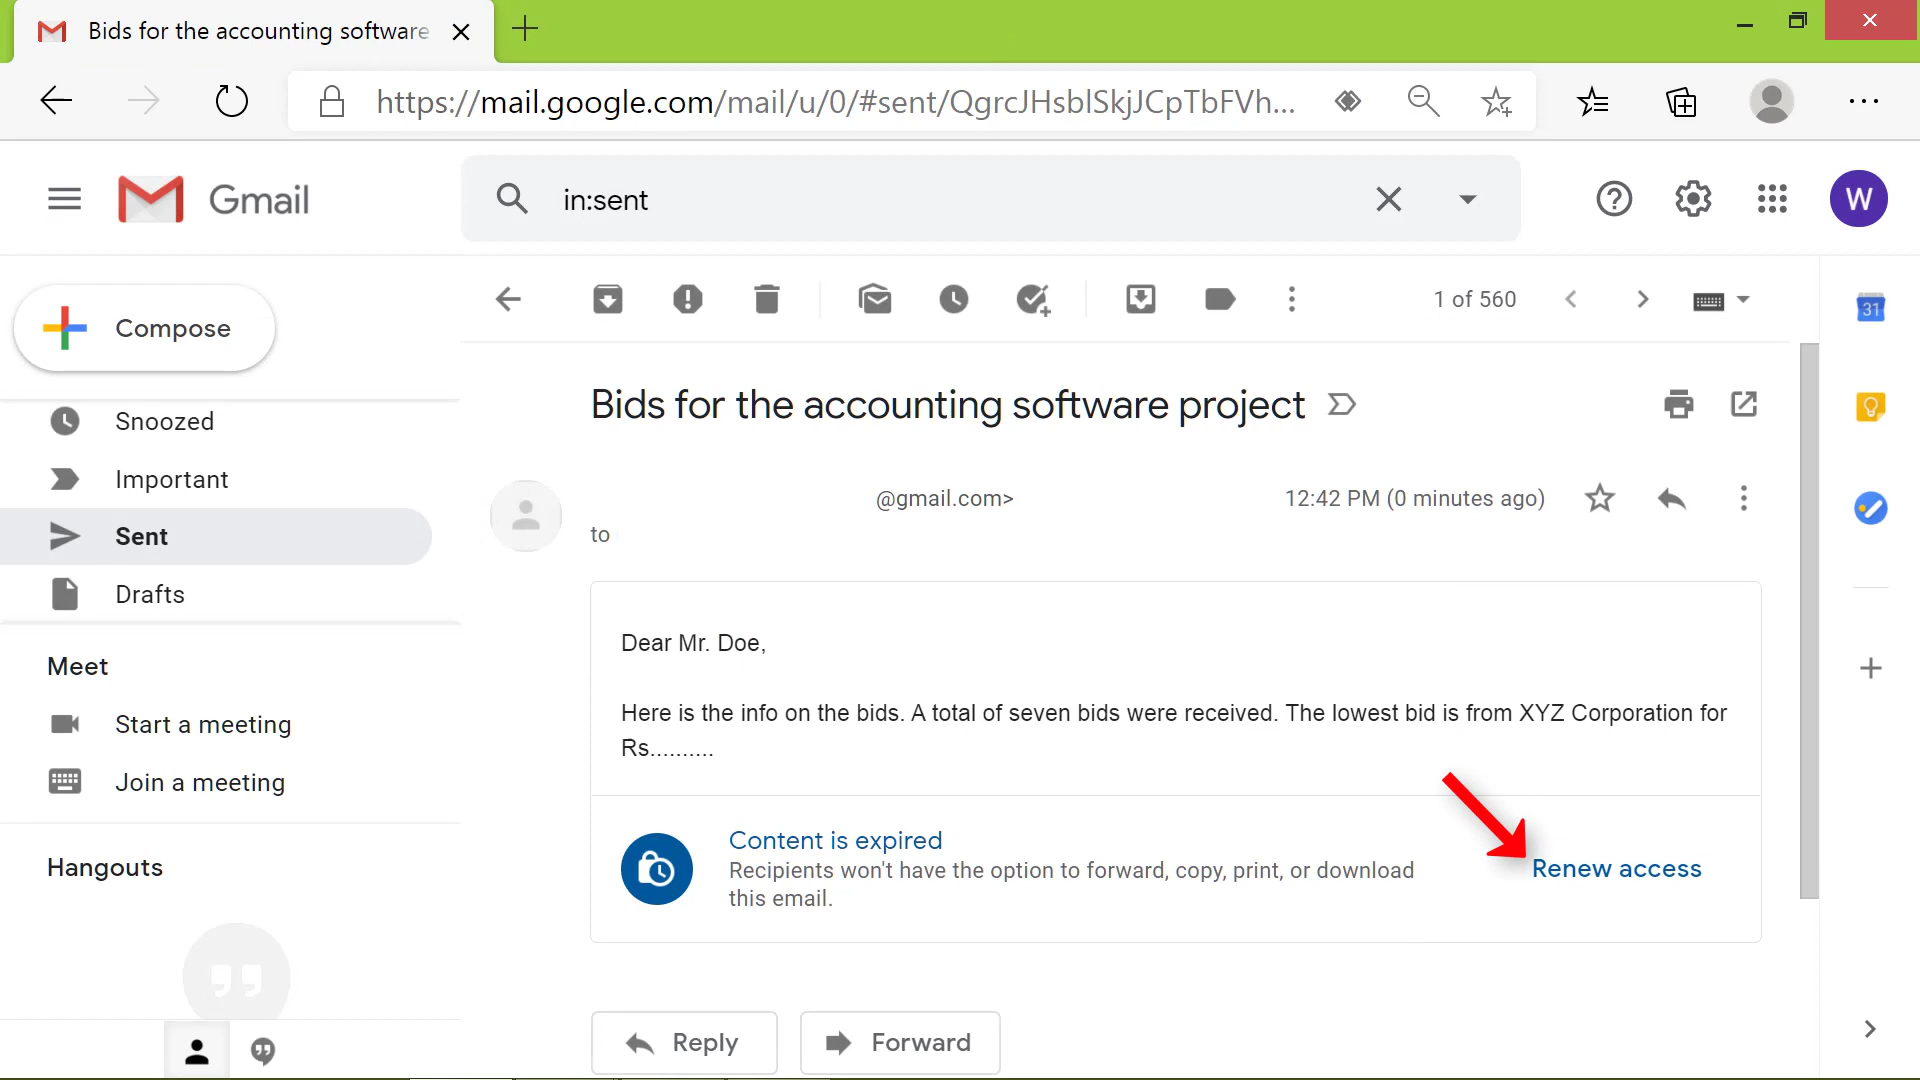 Bids for the accounting software
https://mail.google.com/mail/u/0/#sent/QgrcJHsblSkjJCpTbFVh...
Gmail
in:sent
W
Compose
1 of 560
31
Snoozed
Important
Sent
Drafts
Bids for the accounting software project
@gmail.com>
12:42 PM (0 minutes ago)
to
Dear Mr. Doe,
Here is the info on the bids. A total of seven bids were received. The lowest bid is from XYZ Corporation for
Rs..........
Content is expired
Recipients won't have the option to forward, copy, print, or download
this email.
Renew access
Meet
Start a meeting
Join a meeting
Hangouts
Reply
Forward